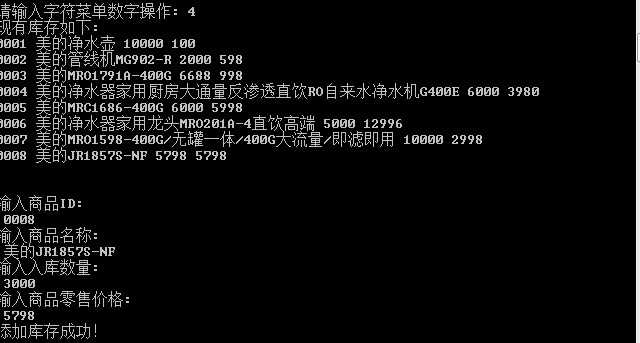 请输入字符菜单数字操作: 4
现有库存如下:
0001 美的净水壶 10000 100
0002 美的管线机MG902-R 2000 598
0003 美的MRO1791A-400G 6688 998
0004 美的净水器家用厨房大通量反渗透直饮RO自来水净水机G400E 6000 3980
0005 美的MRC1686-400G 6000 5998
0006 美的净水器家用龙头MRO201A-4直饮高端 5000 12996
0007 美的MRO1598-400G/无罐一体/400G大流量/即滤即用 10000 2998
0008 美的JR1857S-NF 5798 5798
输入商品ID:
0008
输入商品名称:
美的JR1857S-NF
输入入库数量:
3000
输入商品零售价格:
5798
添加库存成功!